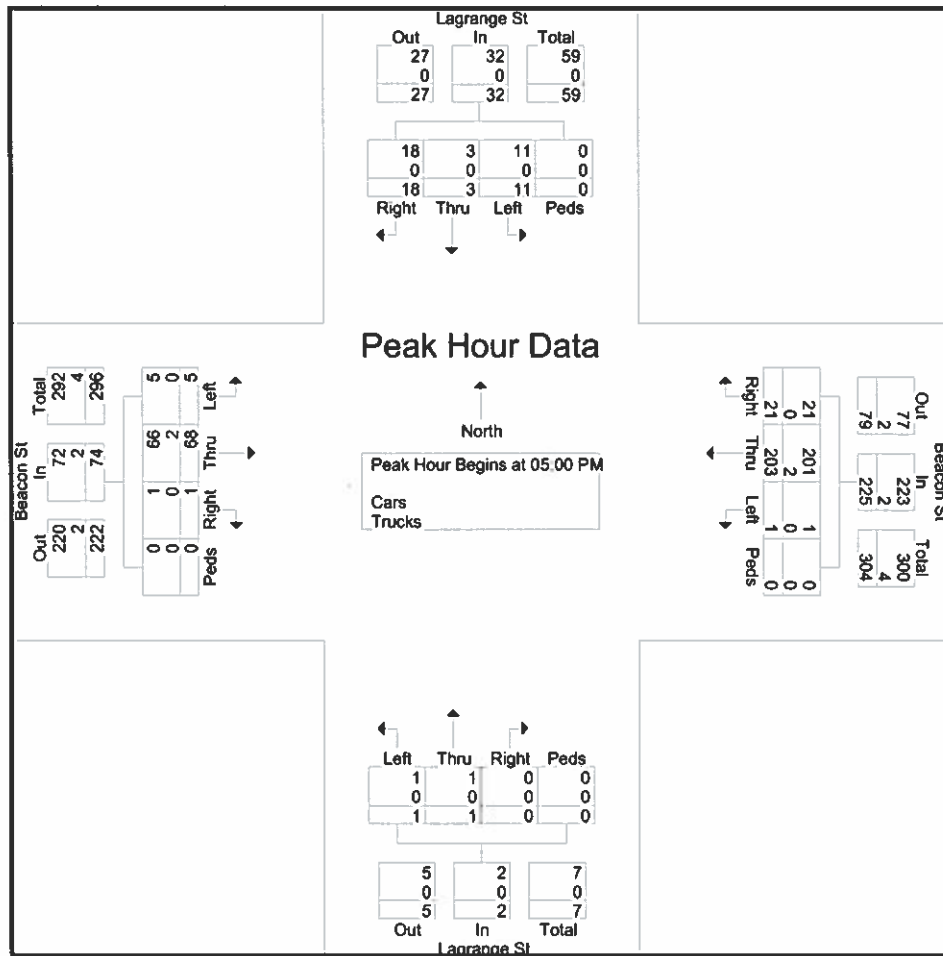 Lagrange St
Out In Total
27 32 59
0 0 0
27 32 59
18 3 11 0
0 0 0 0
18 3 11 0
Right Thru Left Peds
Beacon St
Out In Total
220 72 292
2 2 4
222 74 296
0 1 66 5
0 0 2 0
0 1 68 5
Peds Right Thru Left
Peak Hour Data
North
Peak Hour Begins at 05:00 PM
Cars
Trucks
Beacon St
Out In Total
77 223 300
2 2 4
79 225 304
21 201 1 0
0 2 0 0
21 203 1 0
Right Thru Left Peds
Left Thru Right Peds
1 1 0 0
0 0 0 0
1 1 0 0
5 2 7
0 0 0
5 2 7
Out In Total
Lagrange St